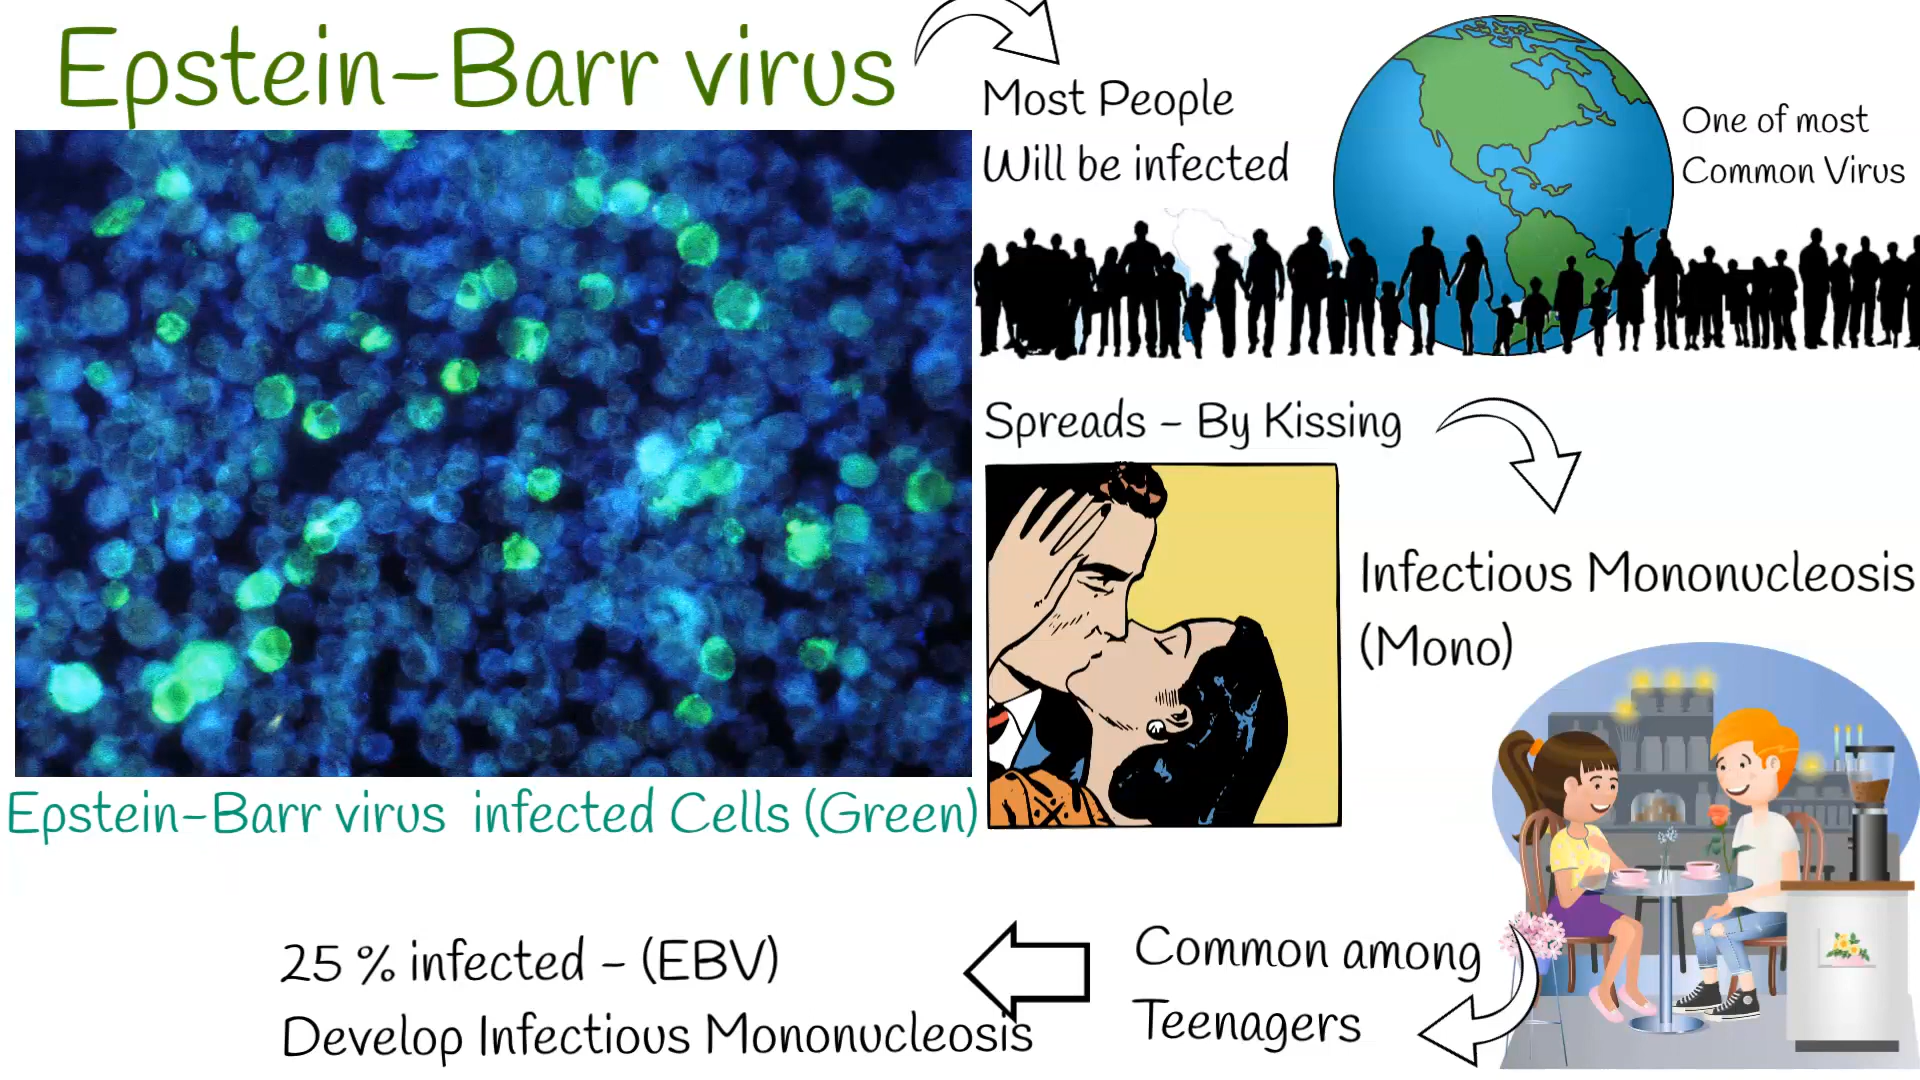 Epstein-Barr virus
Most People
Will be infected
One of most
Common Virus
Spreads - By Kissing
Infectious Mononucleosis
(Mono)
Epstein-Barr virus infected Cells (Green)
Common among
Teenagers
25 % infected - (EBV)
Develop Infectious Mononucleosis